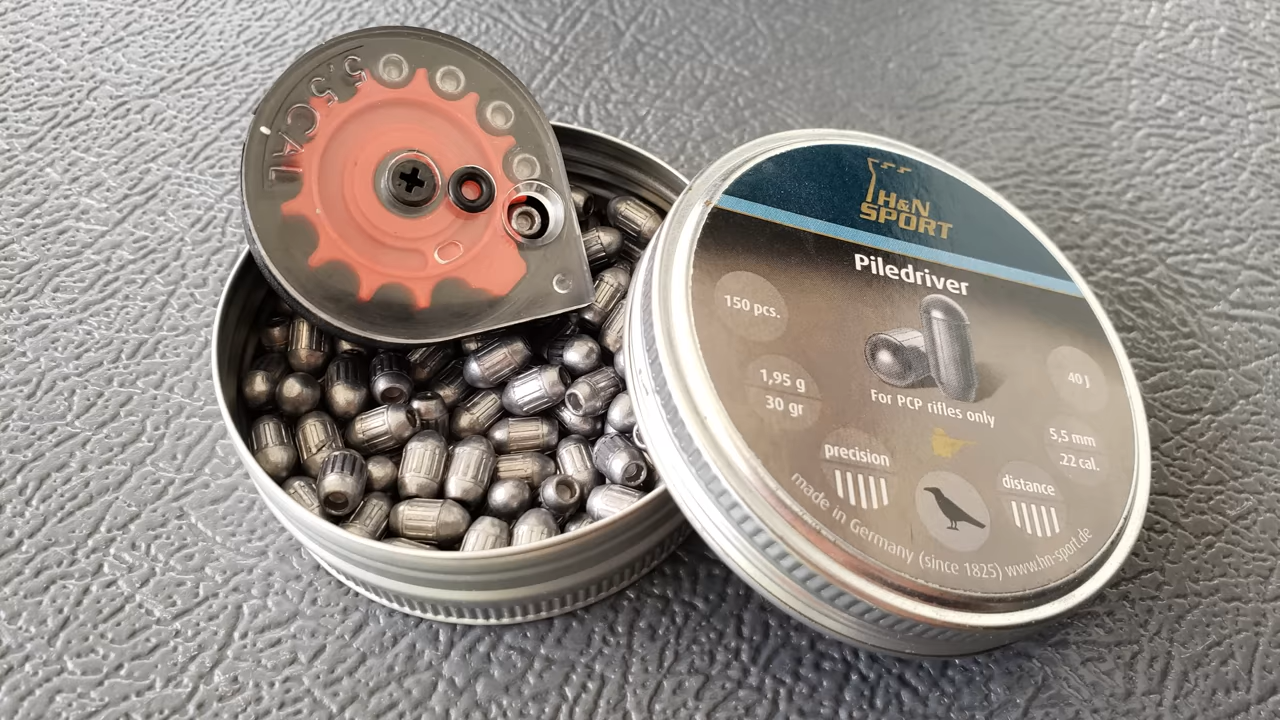 5,5 CAL
H&N
SPORT
Piledriver
150 pcs.
1,95 g
30 gr
40 J
For PCP rifles only
5,5 mm
.22 cal.
precision
distance
made in Germany (since 1825) www.hn-sport.de